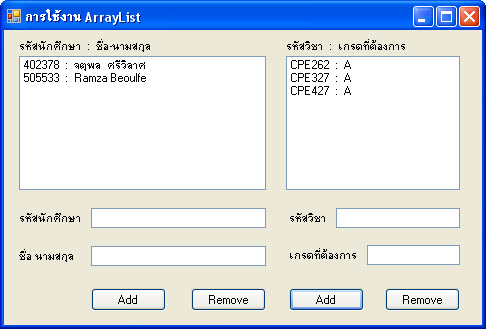 การใช้งาน ArrayList
รหัสนักศึกษา : ชื่อ-นามสกุล
402378 : จตุพล ศรีวิลาศ
505533 : Ramza Beoulfe
รหัสวิชา : เกรดที่ต้องการ
CPE262 : A
CPE327 : A
CPE427 : A
รหัสนักศึกษา
ชื่อ นามสกุล
Add
Remove
รหัสวิชา
เกรดที่ต้องการ
Add
Remove